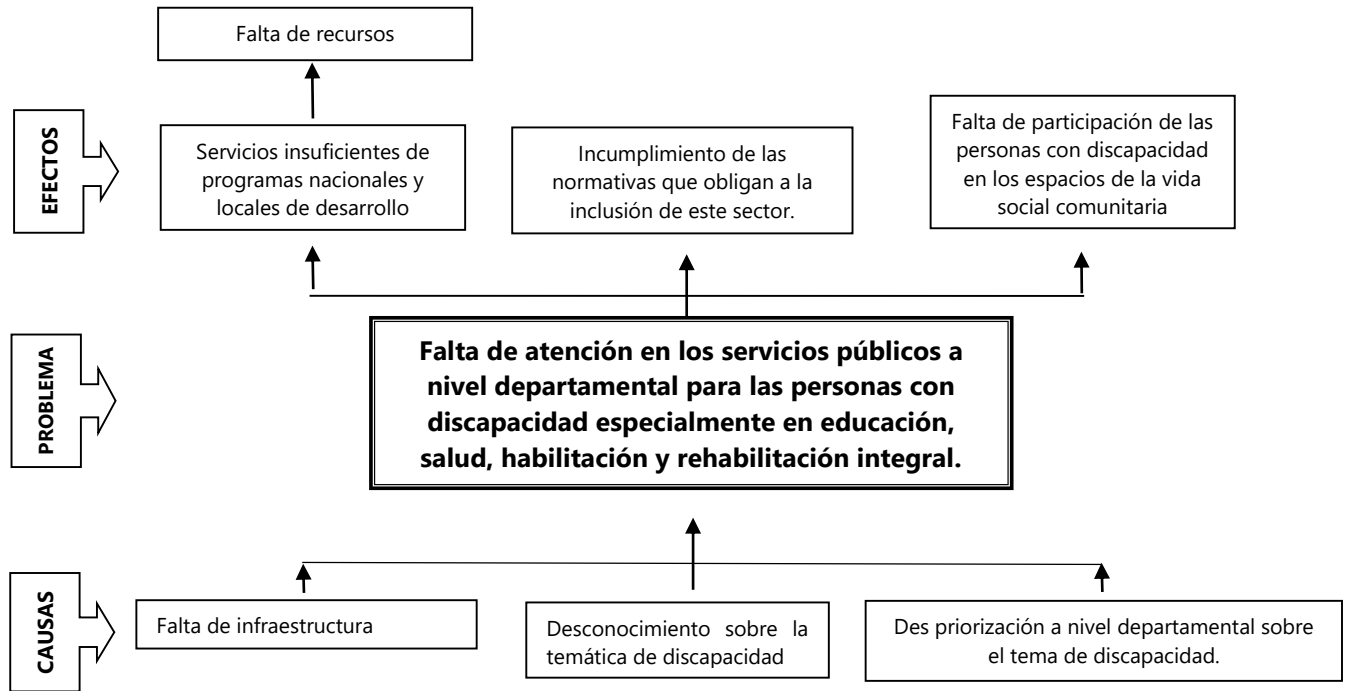 Falta de recursos
EFECTOS
Servicios insuficientes de
programas nacionales y
locales de desarrollo
Incumplimiento de las
normativas que obligan a la
inclusión de este sector.
Falta de participación de las
personas con discapacidad
en los espacios de la vida
social comunitaria
PROBLEMA
Falta de atención en los servicios públicos a
nivel departamental para las personas con
discapacidad especialmente en educación,
salud, habilitación y rehabilitación integral.
CAUSAS
Falta de infraestructura
Desconocimiento sobre la
temática de discapacidad
Des priorización a nivel departamental sobre
el tema de discapacidad.